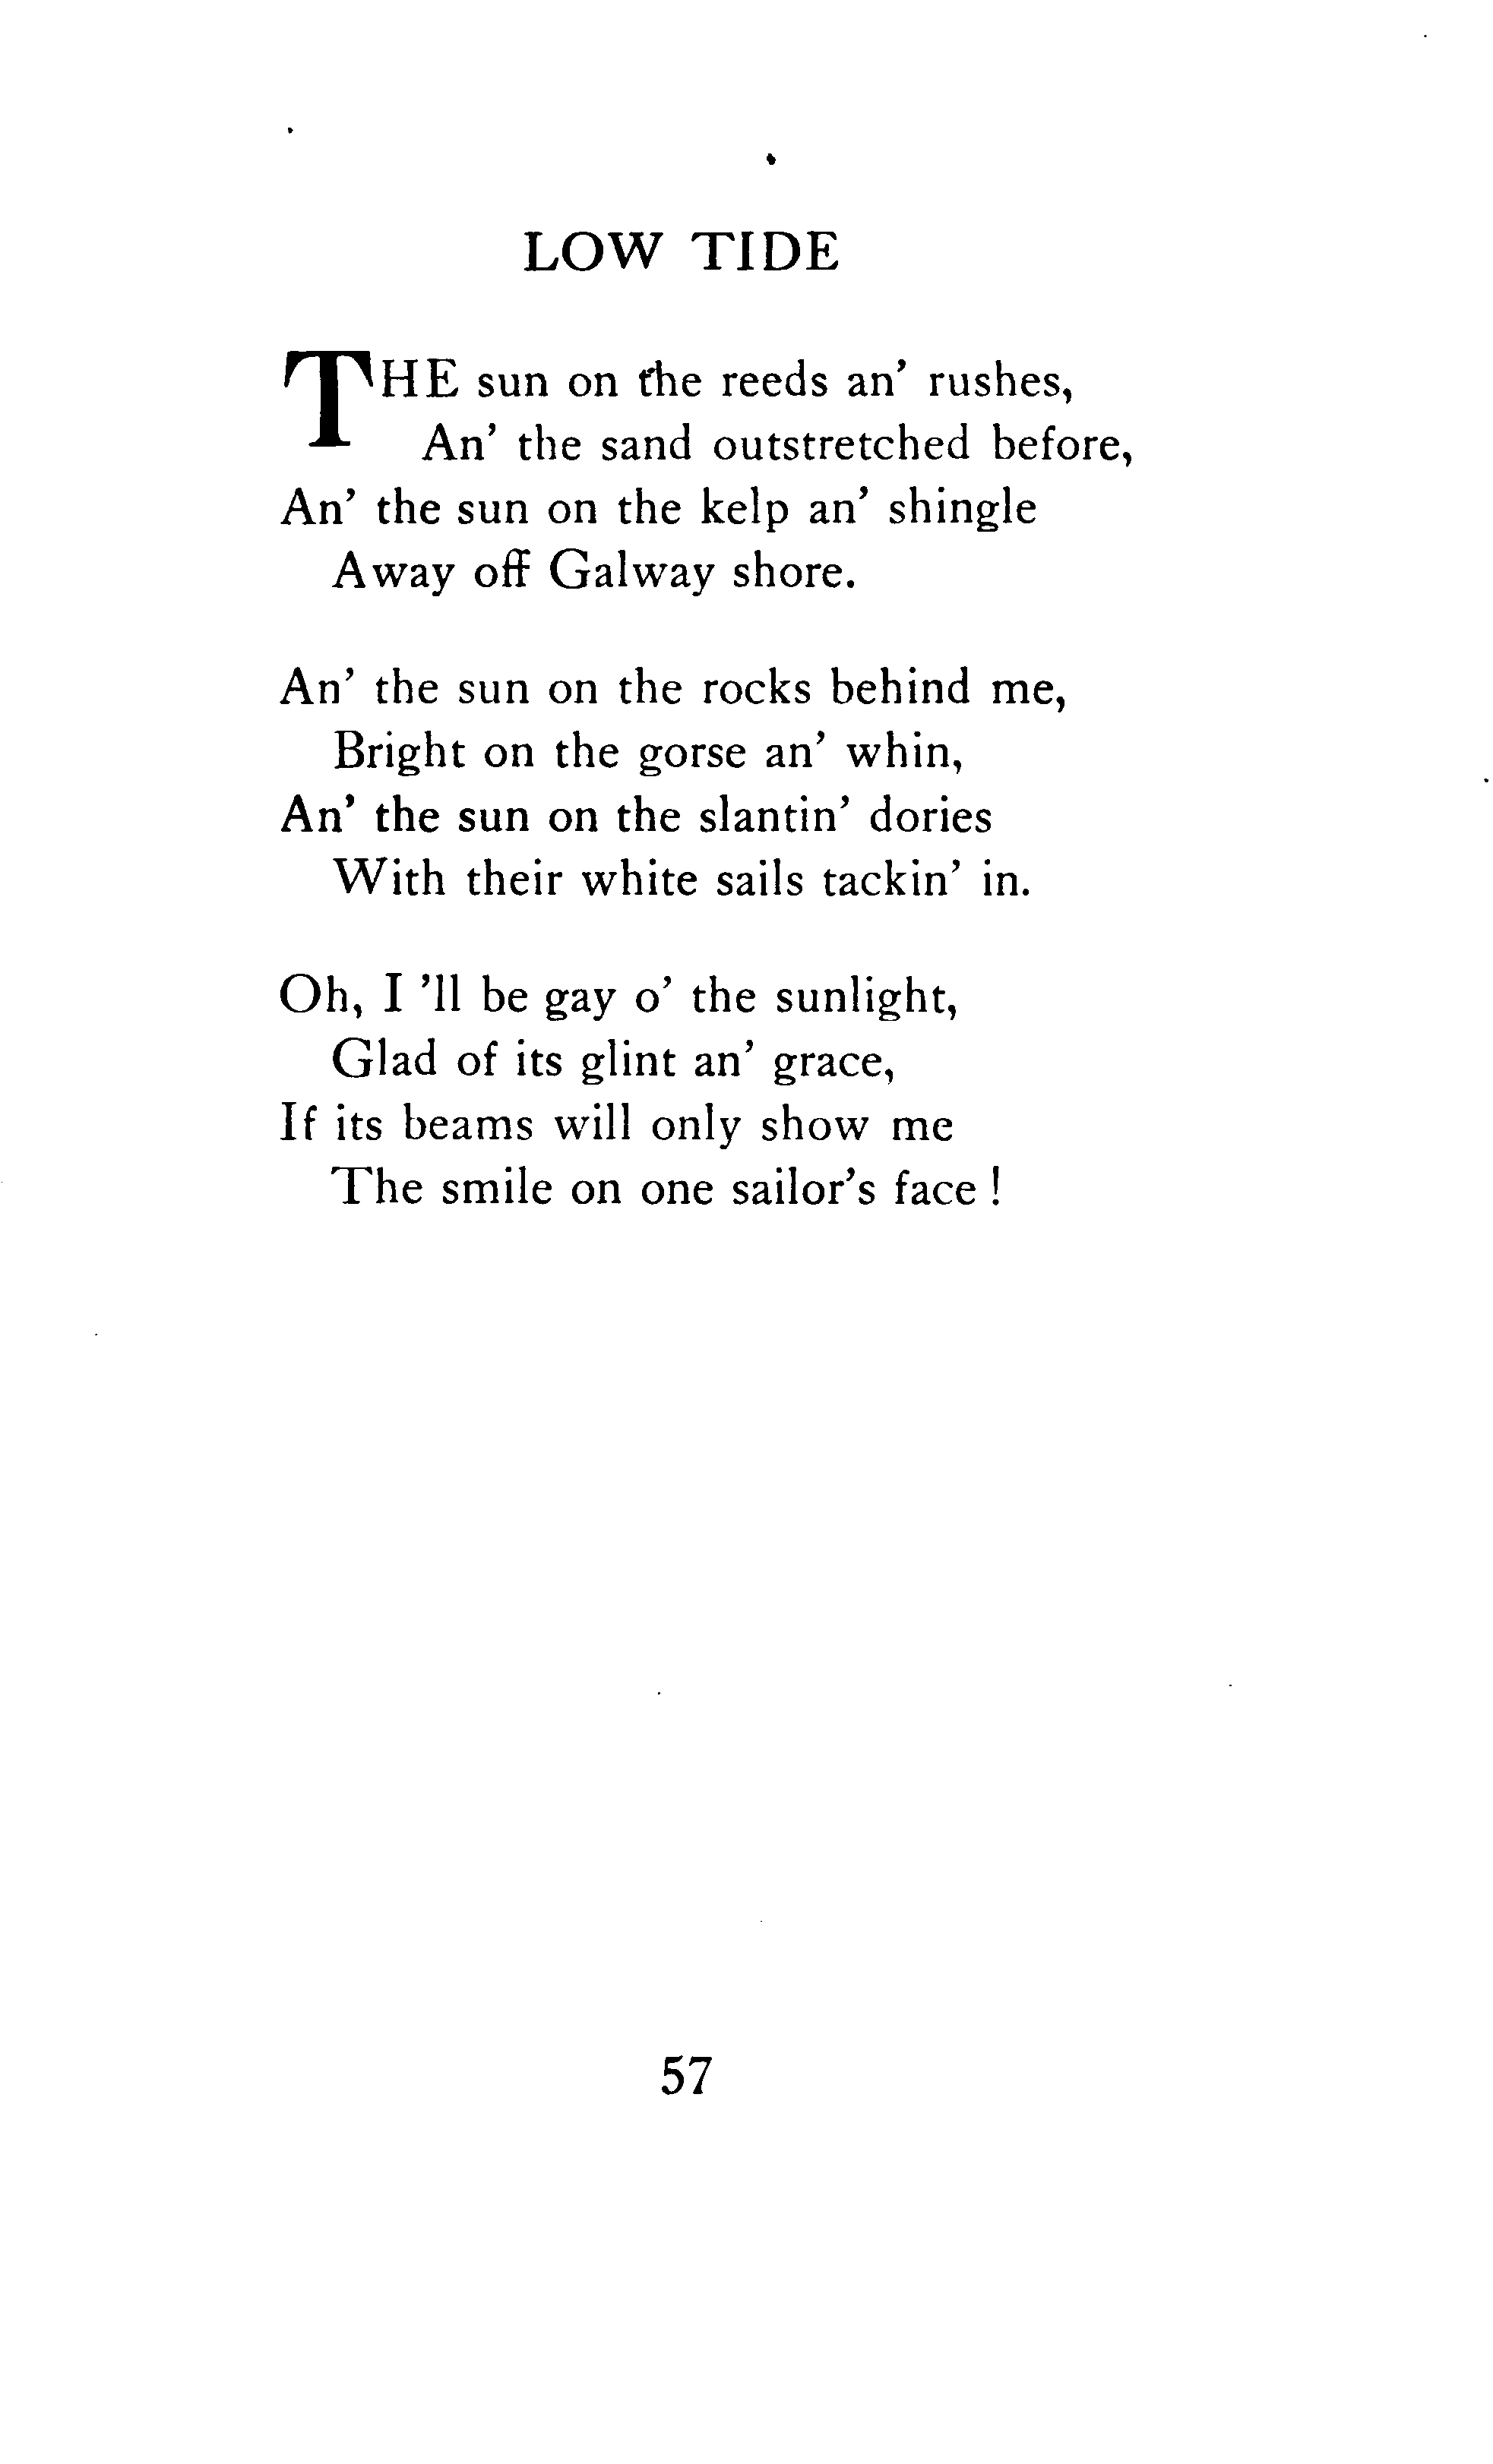 LOW TIDE
THE sun on the reeds an' rushes,
An' the sand outstretched before,
An' the sun on the kelp an' shingle
Away off Galway shore.
An' the sun on the rocks behind me,
Bright on the gorse an' whin,
An' the sun on the slantin' dories
With their white sails tackin' in.
Oh, I 'll be gay o' the sunlight,
Glad of its glint an' grace,
If its beams will only show me
The smile on one sailor's face !
57